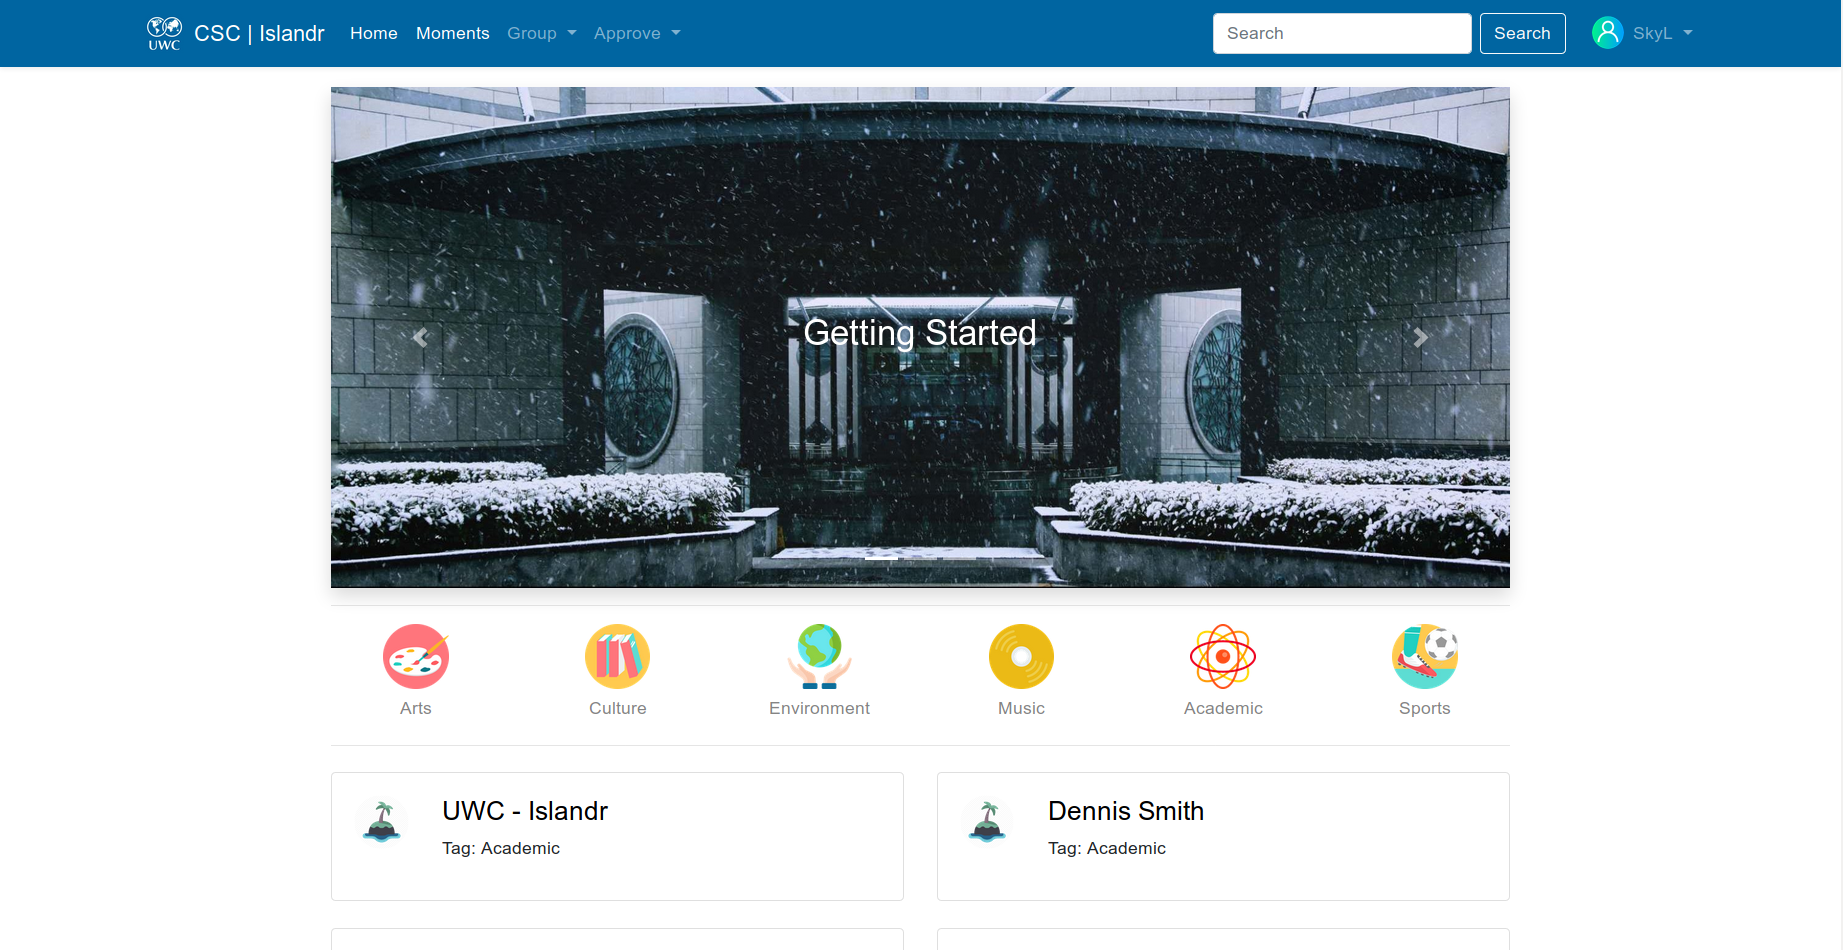 UWC
CSC | Islandr
Home
Moments
Group
Approve
Search
Search
SkyL
Getting Started
Arts
Culture
Environment
Music
Academic
Sports
UWC - Islandr
Tag: Academic
Dennis Smith
Tag: Academic